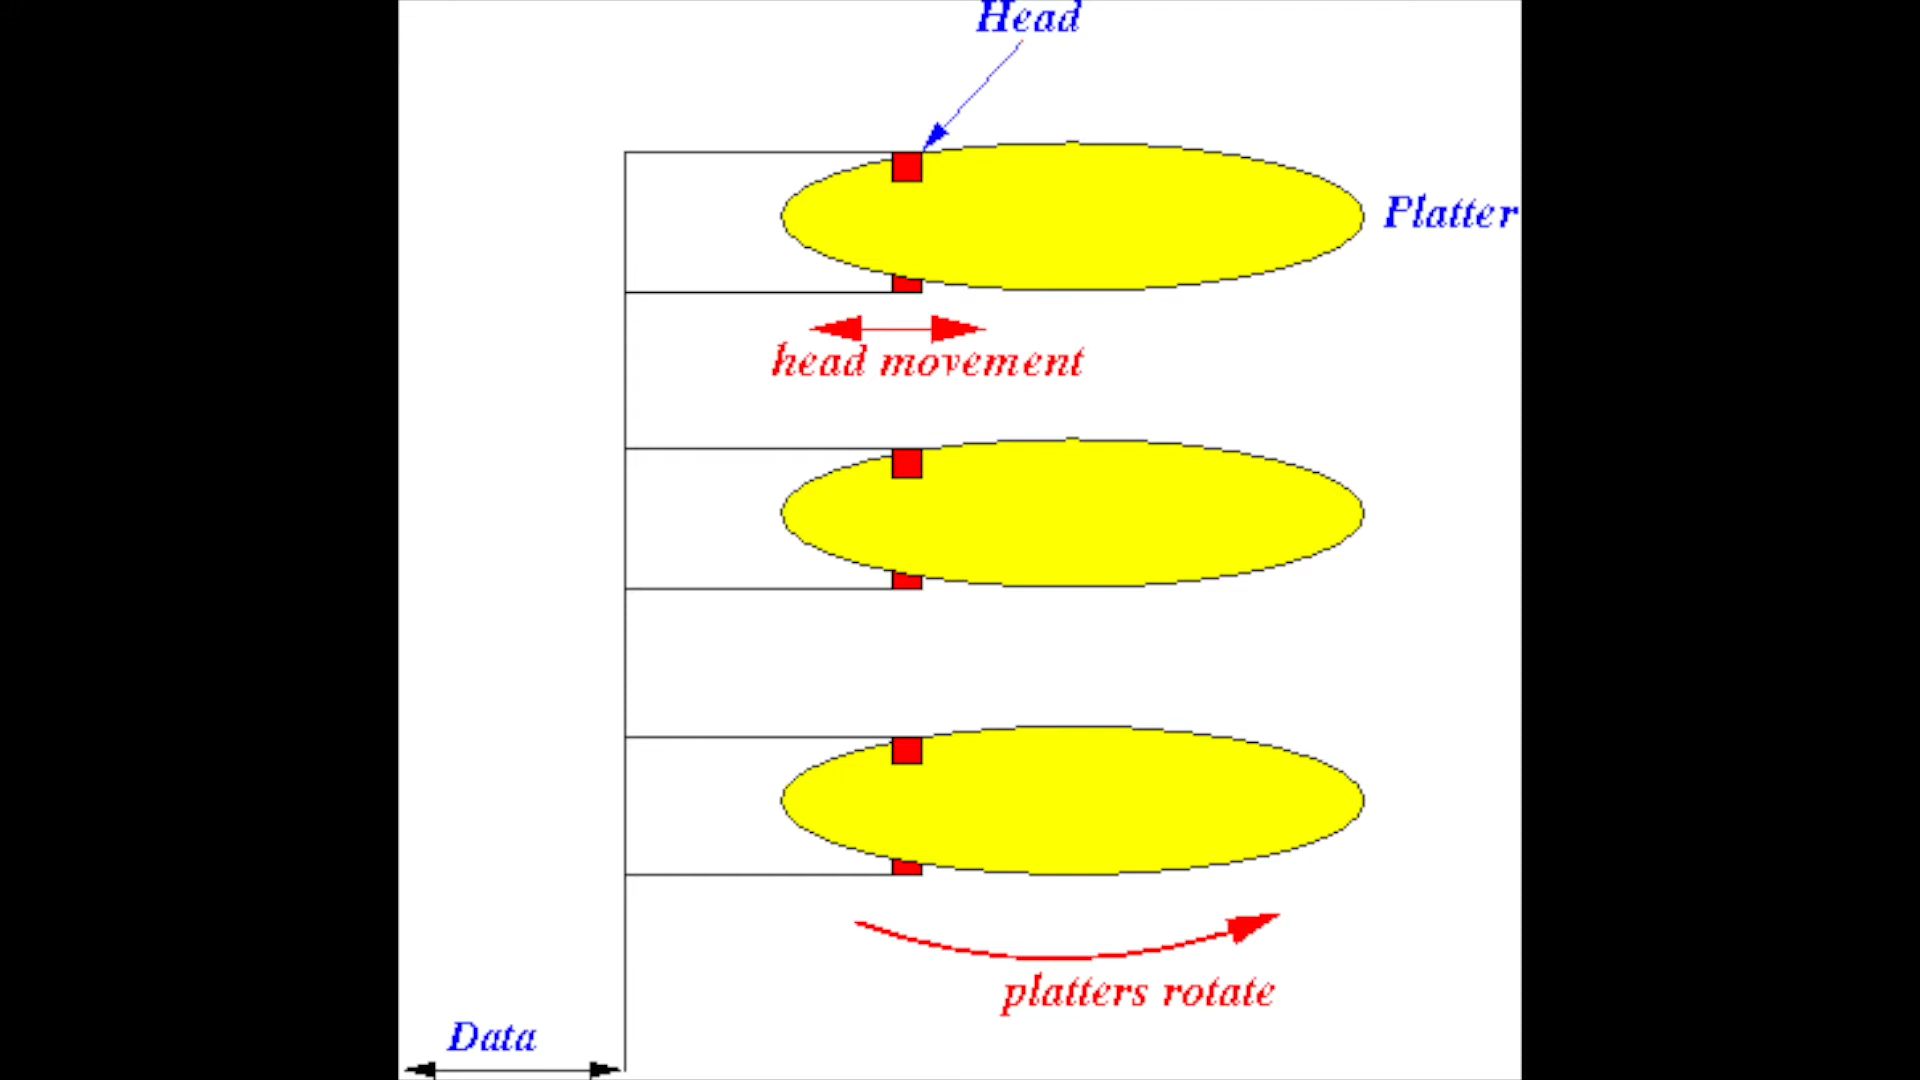 Head
Platter
head movement
platters rotate
Data